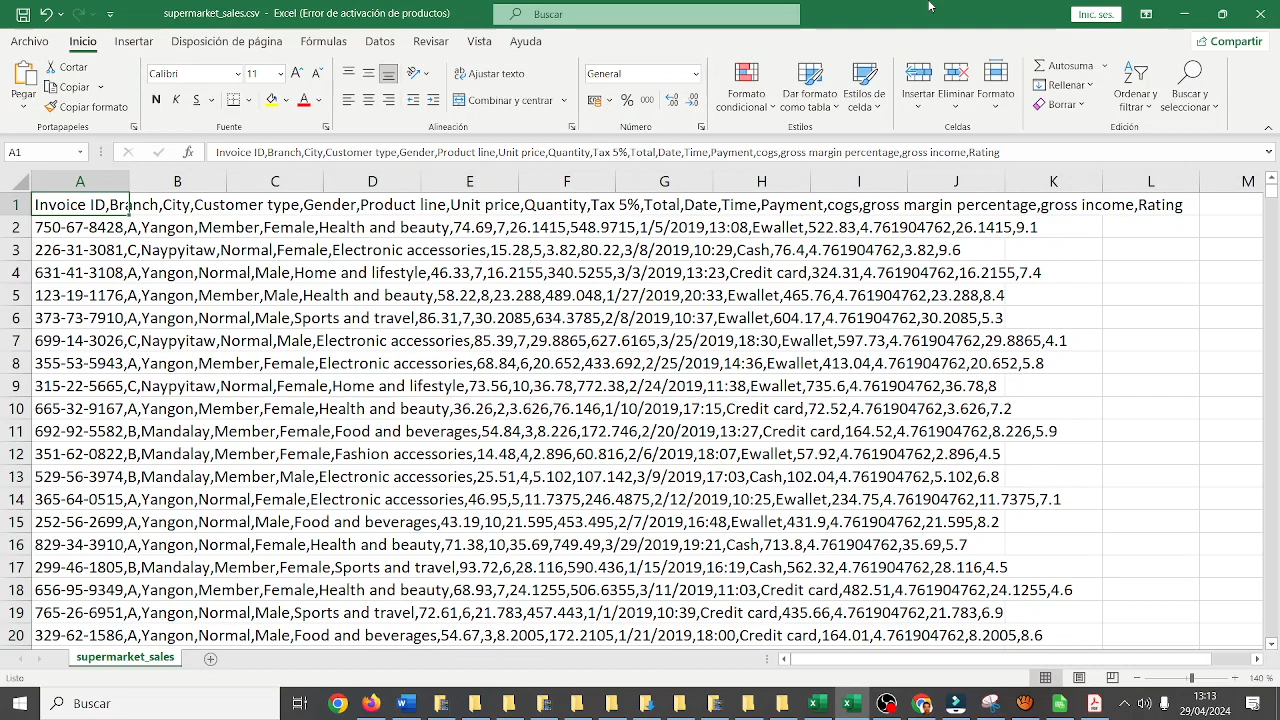 supermarket_sales.csv - Excel (Error de activación de productos)
Buscar
Inic. ses.
Archivo Inicio Insertar Disposición de página Fórmulas Datos Revisar Vista Ayuda
Compartir
Pegar
Cortar
Copiar
Copiar formato
Portapapeles
Calibri 11
N K S
Fuente
Ajustar texto
Combinar y centrar
Alineación
General
% 000
Número
Formato condicional
Dar formato como tabla
Estilos de celda
Estilos
Insertar Eliminar Formato
Celdas
Autosuma
Rellenar
Borrar
Ordenar y filtrar
Buscar y seleccionar
Edición
A1 fx Invoice ID,Branch,City,Customer type,Gender,Product line,Unit price,Quantity,Tax 5%,Total,Date,Time,Payment,cogs,gross margin percentage,gross income,Rating
A B C D E F G H I J K L M
1 Invoice ID,Branch,City,Customer type,Gender,Product line,Unit price,Quantity,Tax 5%,Total,Date,Time,Payment,cogs,gross margin percentage,gross income,Rating
2 750-67-8428,A,Yangon,Member,Female,Health and beauty,74.69,7,26.1415,548.9715,1/5/2019,13:08,Ewallet,522.83,4.761904762,26.1415,9.1
3 226-31-3081,C,Naypyitaw,Normal,Female,Electronic accessories,15.28,5,3.82,80.22,3/8/2019,10:29,Cash,76.4,4.761904762,3.82,9.6
4 631-41-3108,A,Yangon,Normal,Male,Home and lifestyle,46.33,7,16.2155,340.5255,3/3/2019,13:23,Credit card,324.31,4.761904762,16.2155,7.4
5 123-19-1176,A,Yangon,Member,Male,Health and beauty,58.22,8,23.288,489.048,1/27/2019,20:33,Ewallet,465.76,4.761904762,23.288,8.4
6 373-73-7910,A,Yangon,Normal,Male,Sports and travel,86.31,7,30.2085,634.3785,2/8/2019,10:37,Ewallet,604.17,4.761904762,30.2085,5.3
7 699-14-3026,C,Naypyitaw,Normal,Male,Electronic accessories,85.39,7,29.8865,627.6165,3/25/2019,18:30,Ewallet,597.73,4.761904762,29.8865,4.1
8 355-53-5943,A,Yangon,Member,Female,Electronic accessories,68.84,6,20.652,433.692,2/25/2019,14:36,Ewallet,413.04,4.761904762,20.652,5.8
9 315-22-5665,C,Naypyitaw,Normal,Female,Home and lifestyle,73.56,10,36.78,772.38,2/24/2019,11:38,Ewallet,735.6,4.761904762,36.78,8
10 665-32-9167,A,Yangon,Member,Female,Health and beauty,36.26,2,3.626,76.146,1/10/2019,17:15,Credit card,72.52,4.761904762,3.626,7.2
11 692-92-5582,B,Mandalay,Member,Female,Food and beverages,54.84,3,8.226,172.746,2/20/2019,13:27,Credit card,164.52,4.761904762,8.226,5.9
12 351-62-0822,B,Mandalay,Member,Female,Fashion accessories,14.48,4,2.896,60.816,2/6/2019,18:07,Ewallet,57.92,4.761904762,2.896,4.5
13 529-56-3974,B,Mandalay,Member,Male,Electronic accessories,25.51,4,5.102,107.142,3/9/2019,17:03,Cash,102.04,4.761904762,5.102,6.8
14 365-64-0515,A,Yangon,Normal,Female,Electronic accessories,46.95,5,11.7375,246.4875,2/12/2019,10:25,Ewallet,234.75,4.761904762,11.7375,7.1
15 252-56-2699,A,Yangon,Normal,Male,Food and beverages,43.19,10,21.595,453.495,2/7/2019,16:48,Ewallet,431.9,4.761904762,21.595,8.2
16 829-34-3910,A,Yangon,Normal,Female,Health and beauty,71.38,10,35.69,749.49,3/29/2019,19:21,Cash,713.8,4.761904762,35.69,5.7
17 299-46-1805,B,Mandalay,Member,Female,Sports and travel,93.72,6,28.116,590.436,1/15/2019,16:19,Cash,562.32,4.761904762,28.116,4.5
18 656-95-9349,A,Yangon,Member,Female,Health and beauty,68.93,7,24.1255,506.6355,3/11/2019,11:03,Credit card,482.51,4.761904762,24.1255,4.6
19 765-26-6951,A,Yangon,Normal,Male,Sports and travel,72.61,6,21.783,457.443,1/1/2019,10:39,Credit card,435.66,4.761904762,21.783,6.9
20 329-62-1586,A,Yangon,Normal,Male,Food and beverages,54.67,3,8.2005,172.2105,1/21/2019,18:00,Credit card,164.01,4.761904762,8.2005,8.6
supermarket_sales
Listo
140 %
Buscar
13:13
29/04/2024